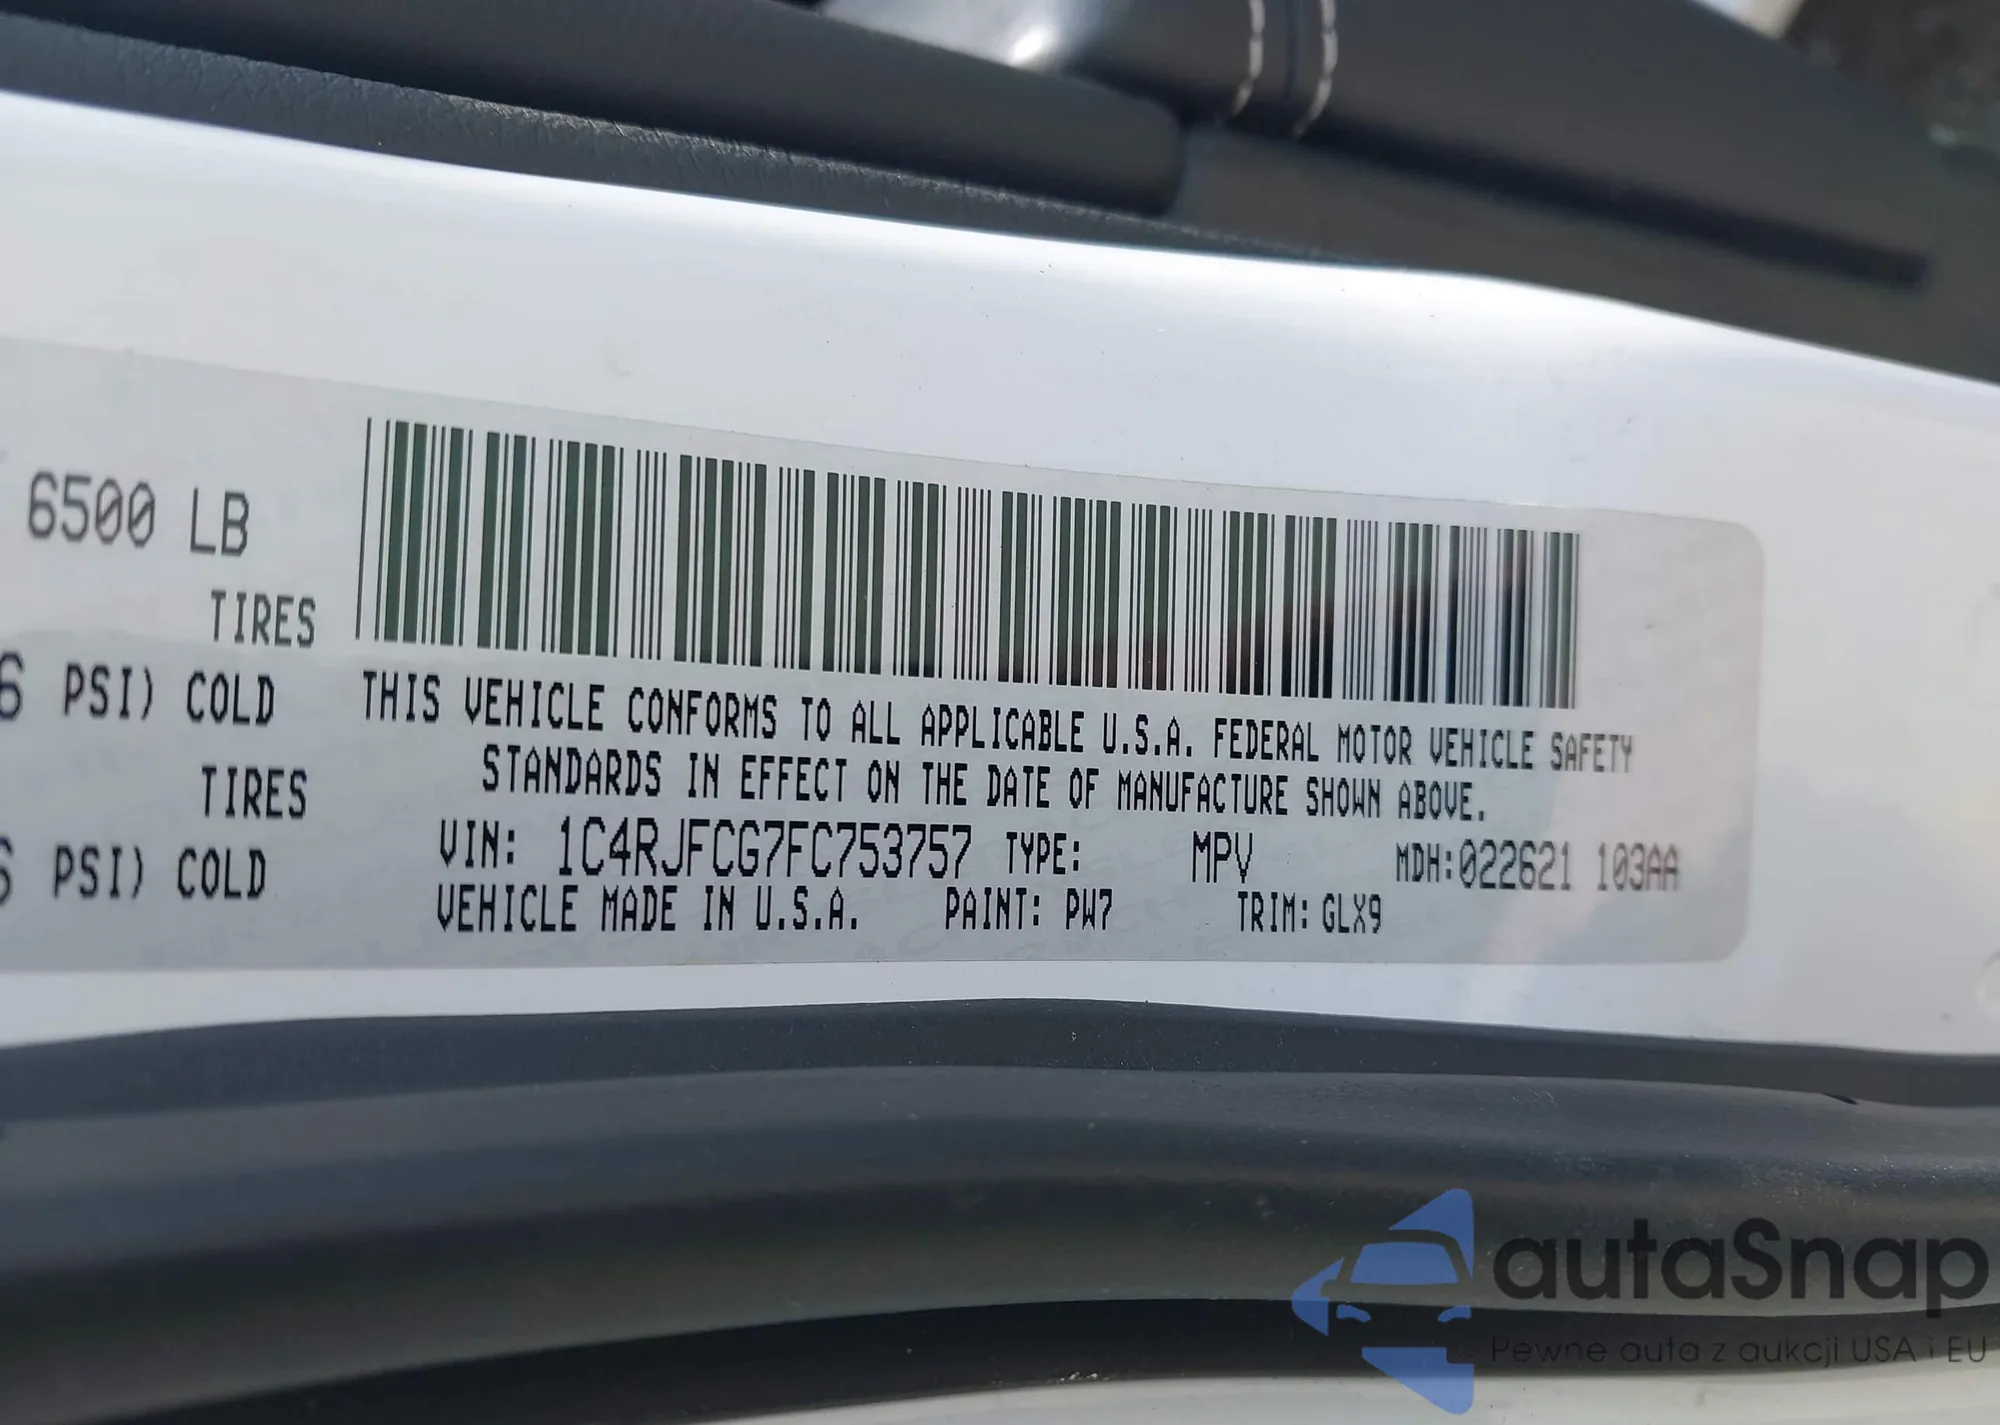 6500 LB
TIRES
6 PSI) COLD
TIRES
PSI) COLD
THIS VEHICLE CONFORMS TO ALL APPLICABLE U.S.A. FEDERAL MOTOR VEHICLE SAFETY
STANDARDS IN EFFECT ON THE DATE OF MANUFACTURE SHOWN ABOVE.
VIN: 1C4RJFCG7FC753757 TYPE: MPV MDH:022621 103AA
VEHICLE MADE IN U.S.A. PAINT: PW7 TRIM: GLX9
autaSnap
Pewne auta z aukcji USA i EU